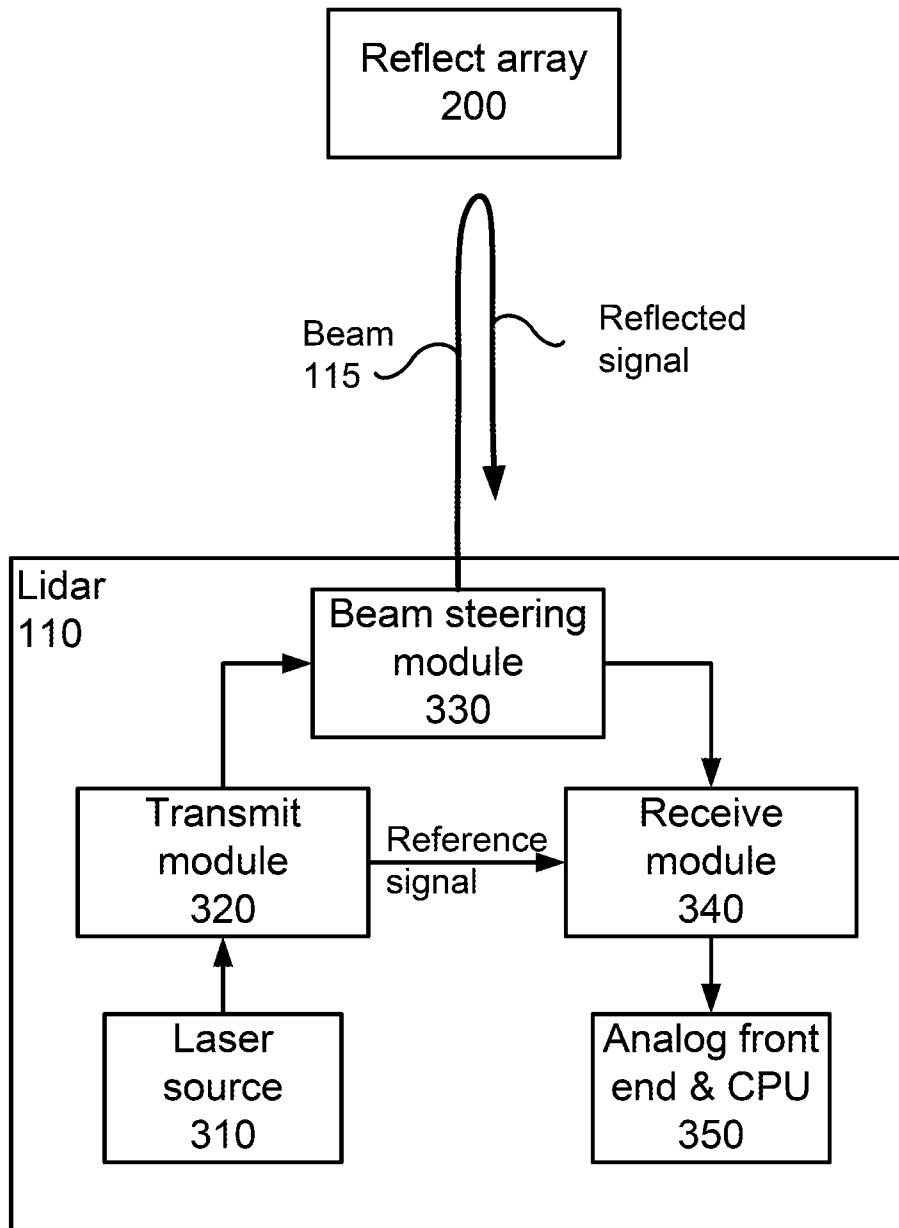 Reflect array
200
Beam
115
Reflected
signal
Lidar
110
Beam steering
module
330
Transmit
module
320
Reference
signal
Receive
module
340
Laser
source
310
Analog front
end & CPU
350